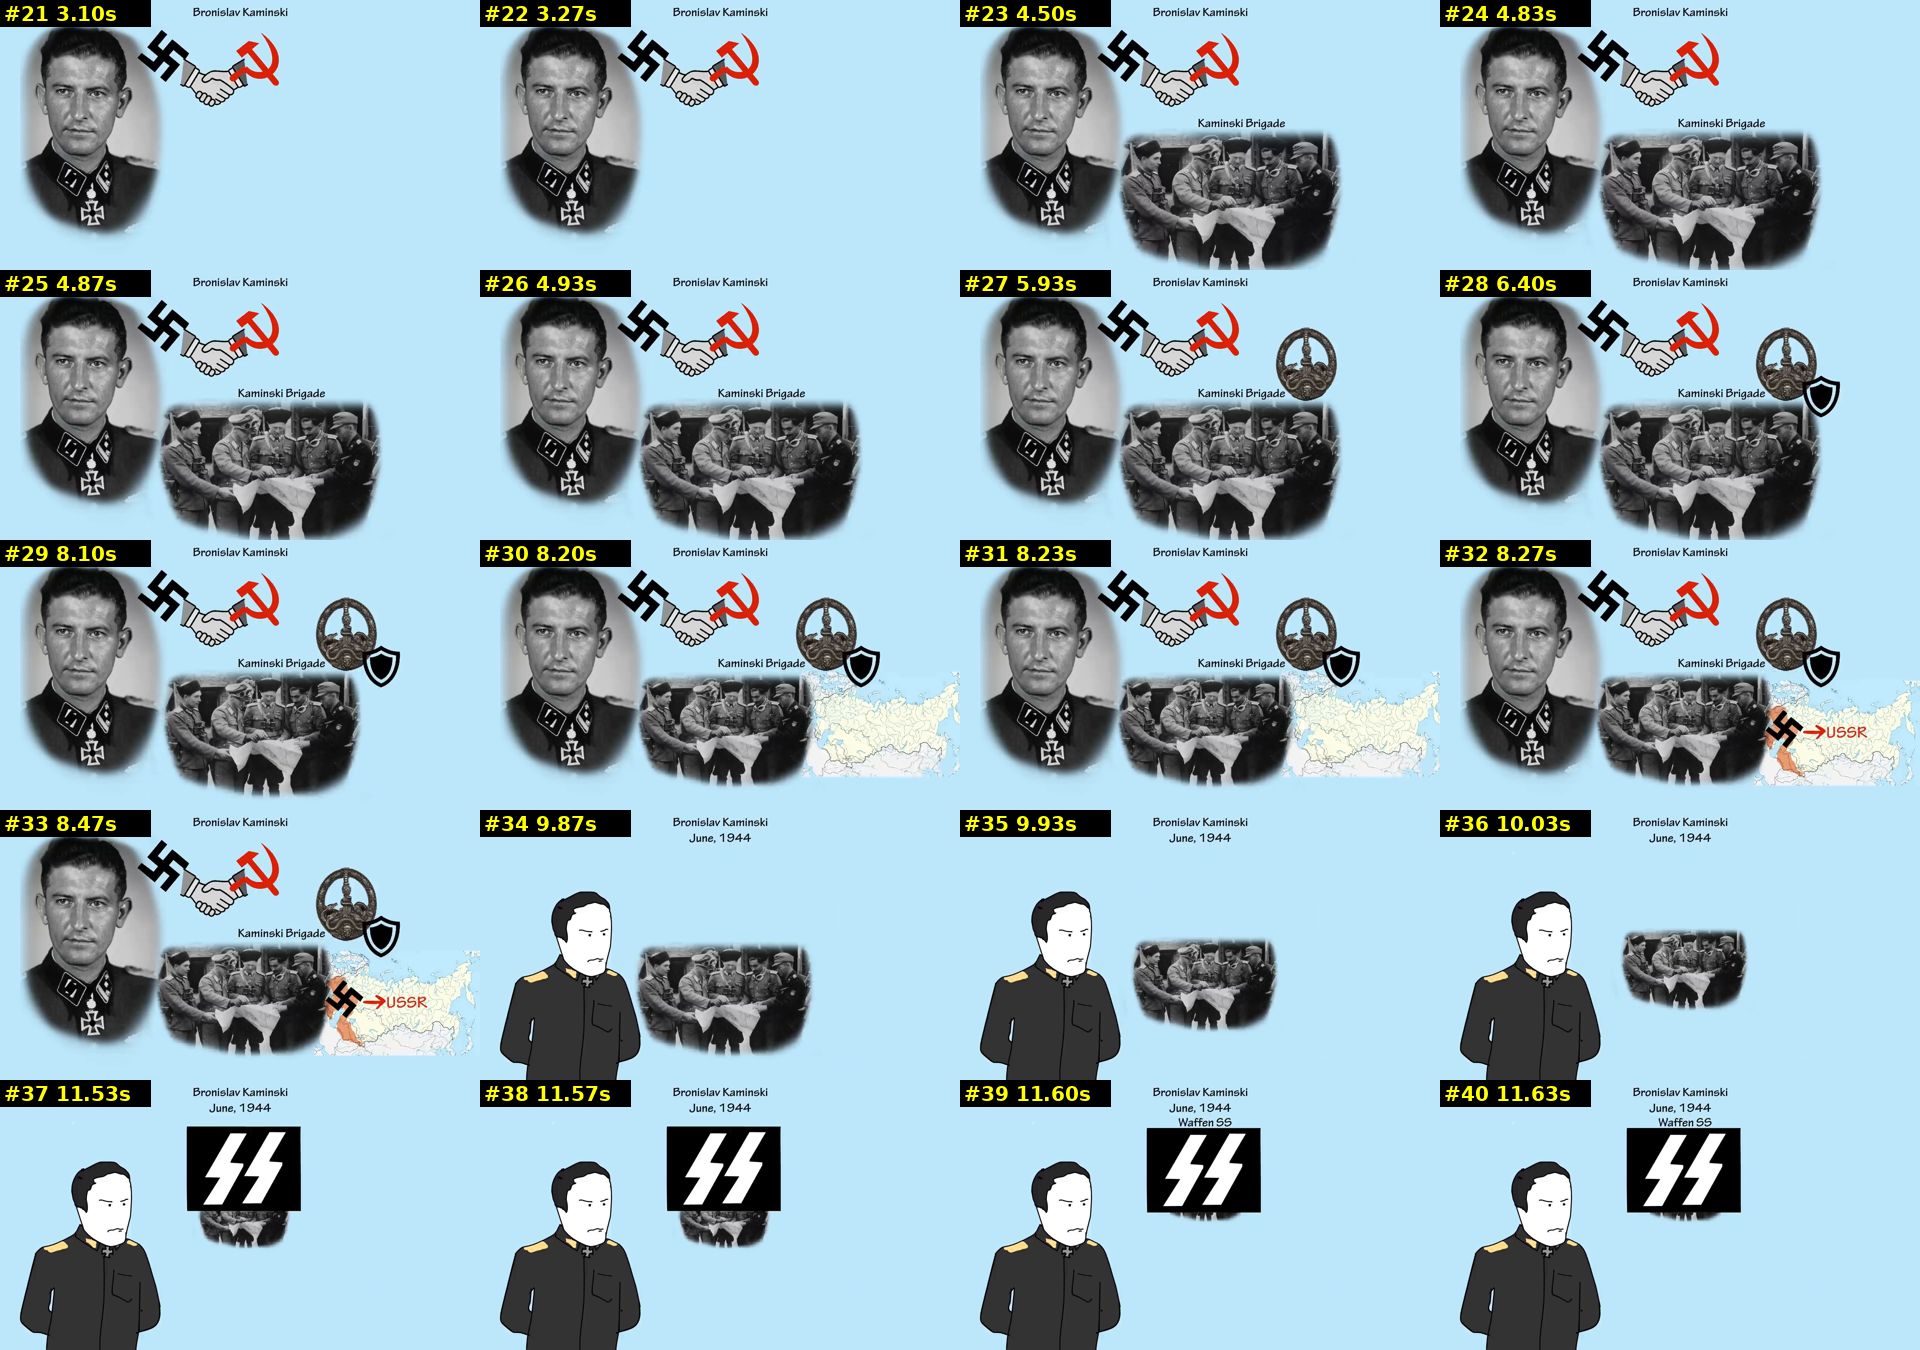 #21 3.10s
Bronislav Kaminski
#22 3.27s
Bronislav Kaminski
#23 4.50s
Bronislav Kaminski
Kaminski Brigade
#24 4.83s
Bronislav Kaminski
Kaminski Brigade
#25 4.87s
Bronislav Kaminski
Kaminski Brigade
#26 4.93s
Bronislav Kaminski
Kaminski Brigade
#27 5.93s
Bronislav Kaminski
Kaminski Brigade
#28 6.40s
Bronislav Kaminski
Kaminski Brigade
#29 8.10s
Bronislav Kaminski
Kaminski Brigade
#30 8.20s
Bronislav Kaminski
Kaminski Brigade
#31 8.23s
Bronislav Kaminski
Kaminski Brigade
#32 8.27s
Bronislav Kaminski
Kaminski Brigade
USSR
#33 8.47s
Bronislav Kaminski
Kaminski Brigade
USSR
#34 9.87s
Bronislav Kaminski
June, 1944
#35 9.93s
Bronislav Kaminski
June, 1944
#36 10.03s
Bronislav Kaminski
June, 1944
#37 11.53s
Bronislav Kaminski
June, 1944
#38 11.57s
Bronislav Kaminski
June, 1944
#39 11.60s
Bronislav Kaminski
June, 1944
Waffen SS
#40 11.63s
Bronislav Kaminski
June, 1944
Waffen SS